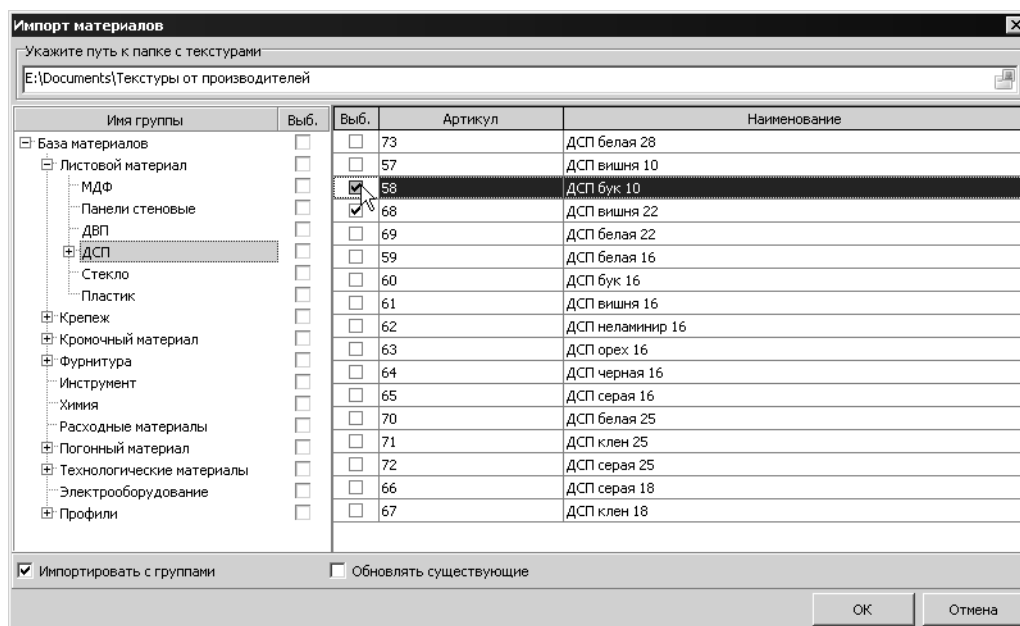 Импорт материалов
Укажите путь к папке с текстурами
E:\Documents\Текстуры от производителей
Имя группы Выб.
База материалов
Листовой материал
МДФ
Панели стеновые
ДВП
ДСП
Стекло
Пластик
Крепеж
Кромочный материал
Фурнитура
Инструмент
Химия
Расходные материалы
Погонный материал
Технологические материалы
Электрооборудование
Профили
Выб. Артикул Наименование
73 ДСП белая 28
57 ДСП вишня 10
58 ДСП бук 10
68 ДСП вишня 22
69 ДСП белая 22
59 ДСП белая 16
60 ДСП бук 16
61 ДСП вишня 16
62 ДСП неламинир 16
63 ДСП орех 16
64 ДСП черная 16
65 ДСП серая 16
70 ДСП белая 25
71 ДСП клен 25
72 ДСП серая 25
66 ДСП серая 18
67 ДСП клен 18
Импортировать с группами Обновлять существующие
ОК Отмена